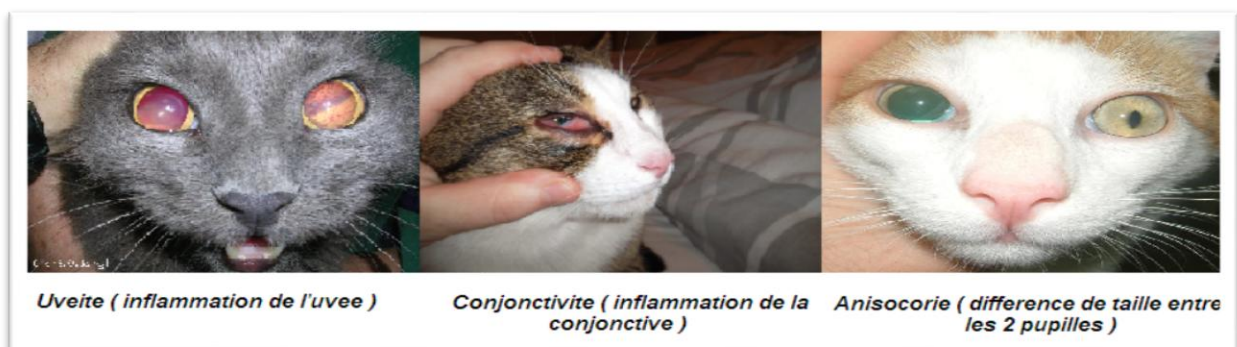 Uveite ( inflammation de l'uvee )
Conjonctivite ( inflammation de la
conjonctive )
Anisocorie ( difference de taille entre
les 2 pupilles )